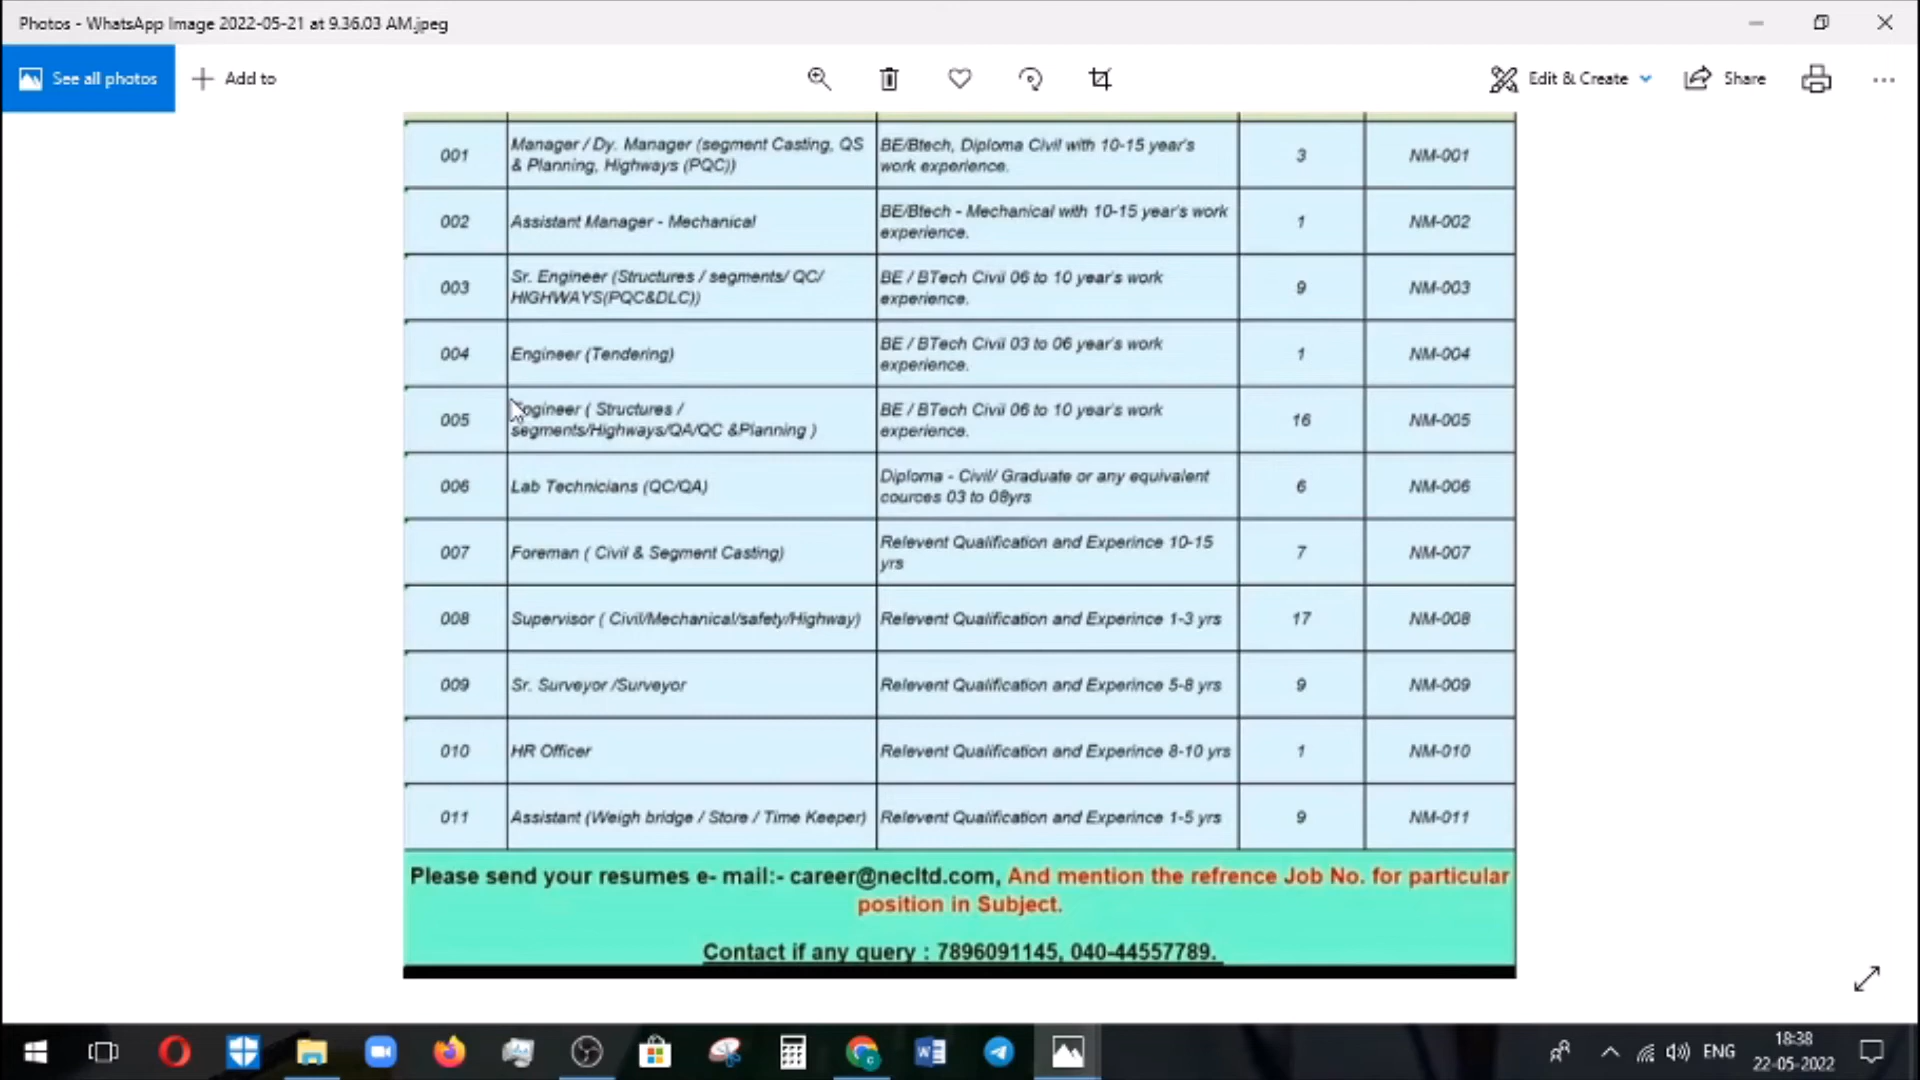 Photos - WhatsApp Image 2022-05-21 at 9.36.03 AM.jpeg
See all photos
Add to
Edit & Create
Share
001 Manager / Dy. Manager (segment Casting, QS & Planning, Highways (PQC)) BE/Btech, Diploma Civil with 10-15 year's work experience. 3 NM-001
002 Assistant Manager - Mechanical BE/Btech - Mechanical with 10-15 year's work experience. 1 NM-002
003 Sr. Engineer (Structures / segments/ QC/ HIGHWAYS(PQC&DLC)) BE / BTech Civil 06 to 10 year's work experience. 9 NM-003
004 Engineer (Tendering) BE / BTech Civil 03 to 06 year's work experience. 1 NM-004
005 Engineer ( Structures / segments/Highways/QA/QC &Planning ) BE / BTech Civil 06 to 10 year's work experience. 16 NM-005
006 Lab Technicians (QC/QA) Diploma - Civil/ Graduate or any equivalent cources 03 to 08yrs 6 NM-006
007 Foreman ( Civil & Segment Casting) Relevent Qualification and Experince 10-15 yrs 7 NM-007
008 Supervisor ( Civil/Mechanical/safety/Highway) Relevent Qualification and Experince 1-3 yrs 17 NM-008
009 Sr. Surveyor /Surveyor Relevent Qualification and Experince 5-8 yrs 9 NM-009
010 HR Officer Relevent Qualification and Experince 8-10 yrs 1 NM-010
011 Assistant (Weigh bridge / Store / Time Keeper) Relevent Qualification and Experince 1-5 yrs 9 NM-011
Please send your resumes e- mail:- career@necltd.com, And mention the refrence Job No. for particular
position in Subject.
Contact if any query : 7896091145, 040-44557789.
ENG
18:38
22-05-2022